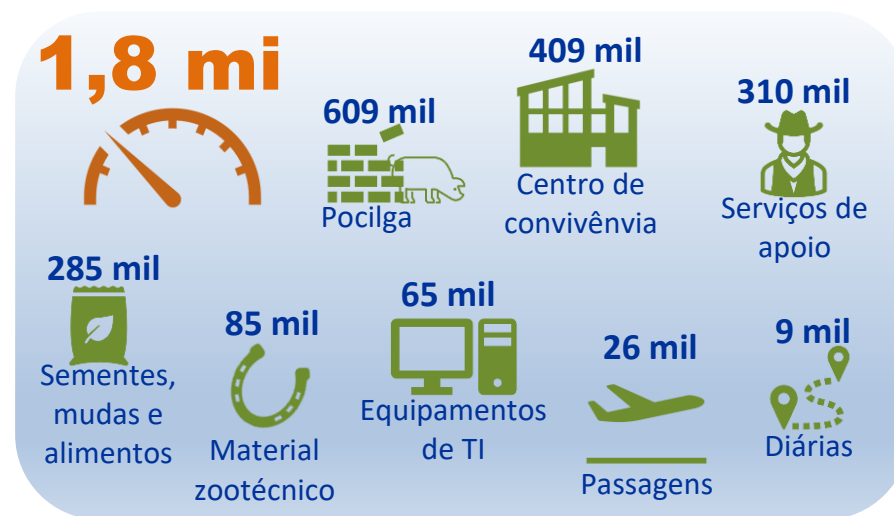 1,8 mi
609 mil
Pocilga
409 mil
Centro de
convivênvia
310 mil
Serviços de
apoio
285 mil
Sementes,
mudas e
alimentos
85 mil
Material
zootécnico
65 mil
Equipamentos
de TI
26 mil
Passagens
9 mil
Diárias